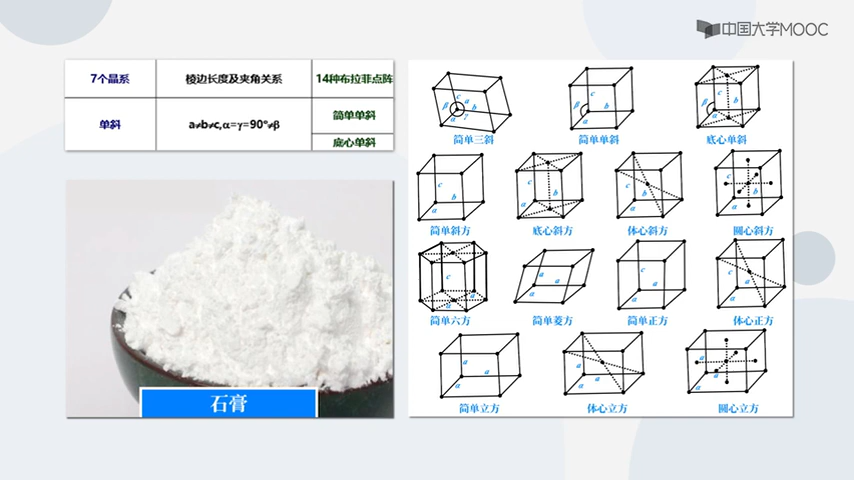 中国大学MOOC
7个晶系 棱边长度及夹角关系 14种布拉菲点阵
单斜 a≠b≠c,α=γ=90°≠β 简单单斜
底心单斜
石膏
β c a b a γ
简单三斜
β c a
简单单斜
β c a
底心单斜
c b a
简单斜方
c b a
底心斜方
c b a
体心斜方
c b a
圆心斜方
c a a
简单六方
a a a
简单菱方
c a a
简单正方
c a a
体心正方
a a a
简单立方
a a a
体心立方
a a a
圆心立方